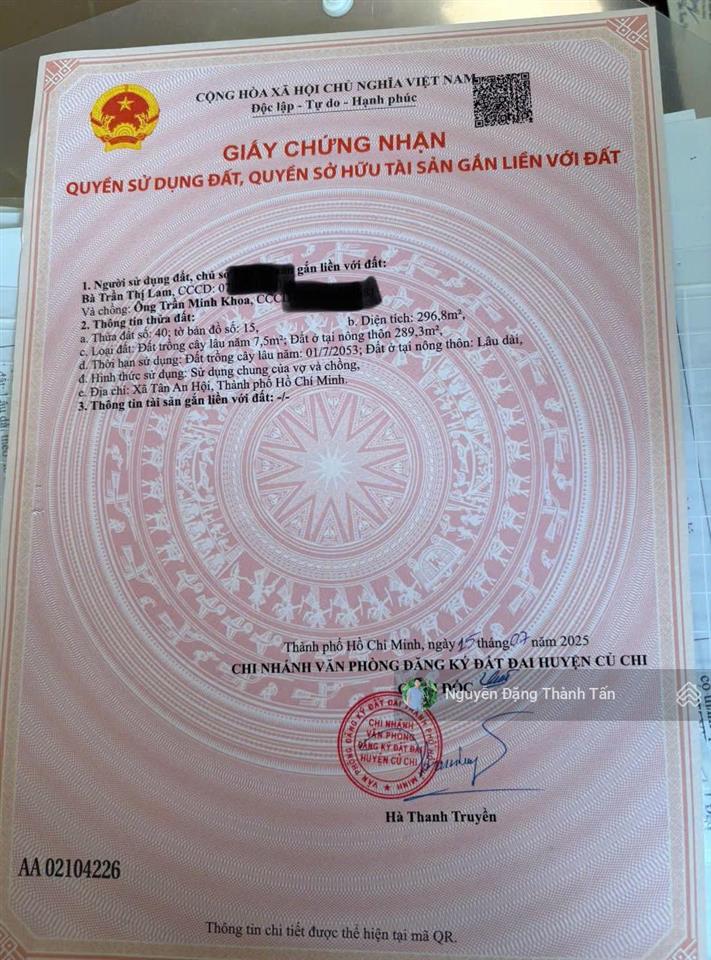 CỘNG HÒA XÃ HỘI CHỦ NGHĨA VIỆT NAM
Độc lập - Tự do - Hạnh phúc
GIẤY CHỨNG NHẬN
QUYỀN SỬ DỤNG ĐẤT, QUYỀN SỞ HỮU TÀI SẢN GẮN LIỀN VỚI ĐẤT
1. Người sử dụng đất, chủ gắn liền với đất:
Bà Trần Thị Lam, CCCD:
Và chồng: Ông Trần Minh Khoa, CCCD
2. Thông tin thửa đất:
a. Thửa đất số: 40; tờ bản đồ số: 15, b. Diện tích: 296,8m²,
c. Loại đất: Đất trồng cây lâu năm 7,5m²; Đất ở tại nông thôn 289,3m²,
d. Thời hạn sử dụng: Đất trồng cây lâu năm: 01/7/2053; Đất ở tại nông thôn: Lâu dài,
đ. Hình thức sử dụng: Sử dụng chung của vợ và chồng,
e. Địa chỉ: Xã Tân An Hội, Thành phố Hồ Chí Minh.
3. Thông tin tài sản gắn liền với đất: -/-
Thành phố Hồ Chí Minh, ngày 15 tháng 07 năm 2025
CHI NHÁNH VĂN PHÒNG ĐĂNG KÝ ĐẤT ĐAI HUYỆN CỦ CHI
ĐỐC
Nguyễn Đặng Thành Tấn
CHI NHÁNH
VĂN PHÒNG
ĐĂNG KÝ ĐẤT ĐAI
HUYỆN CỦ CHI
Hà Thanh Truyền
AA 02104226
Thông tin chi tiết được thể hiện tại mã QR.